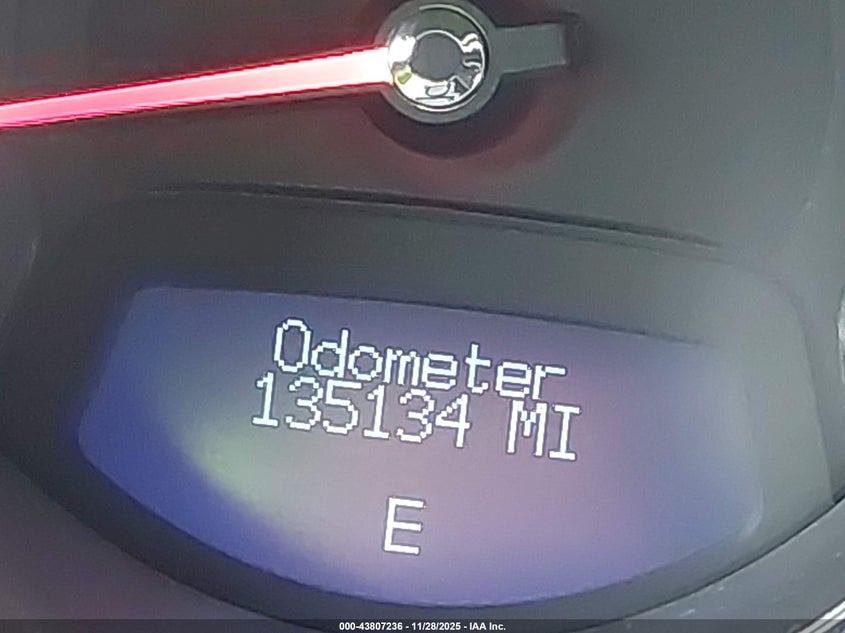 Odometer
135134 MI
E
000-43807236 - 11/28/2025 - IAA Inc.